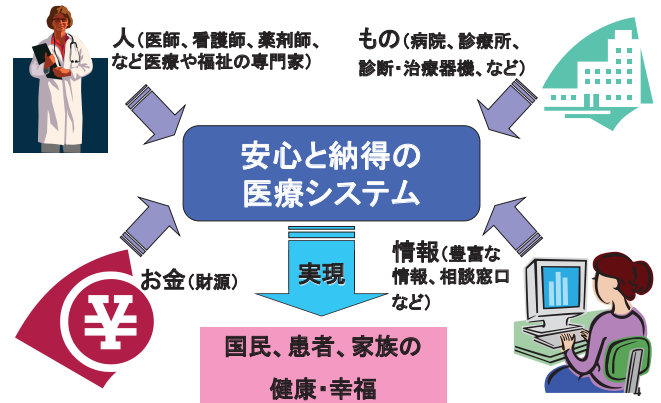 人（医師、看護師、薬剤師、
など医療や福祉の専門家）
もの（病院、診療所、
診断・治療器機、など）
安心と納得の
医療システム
お金（財源）
実現
情報（豊富な
情報、相談窓口
など）
¥
国民、患者、家族の
健康・幸福
4